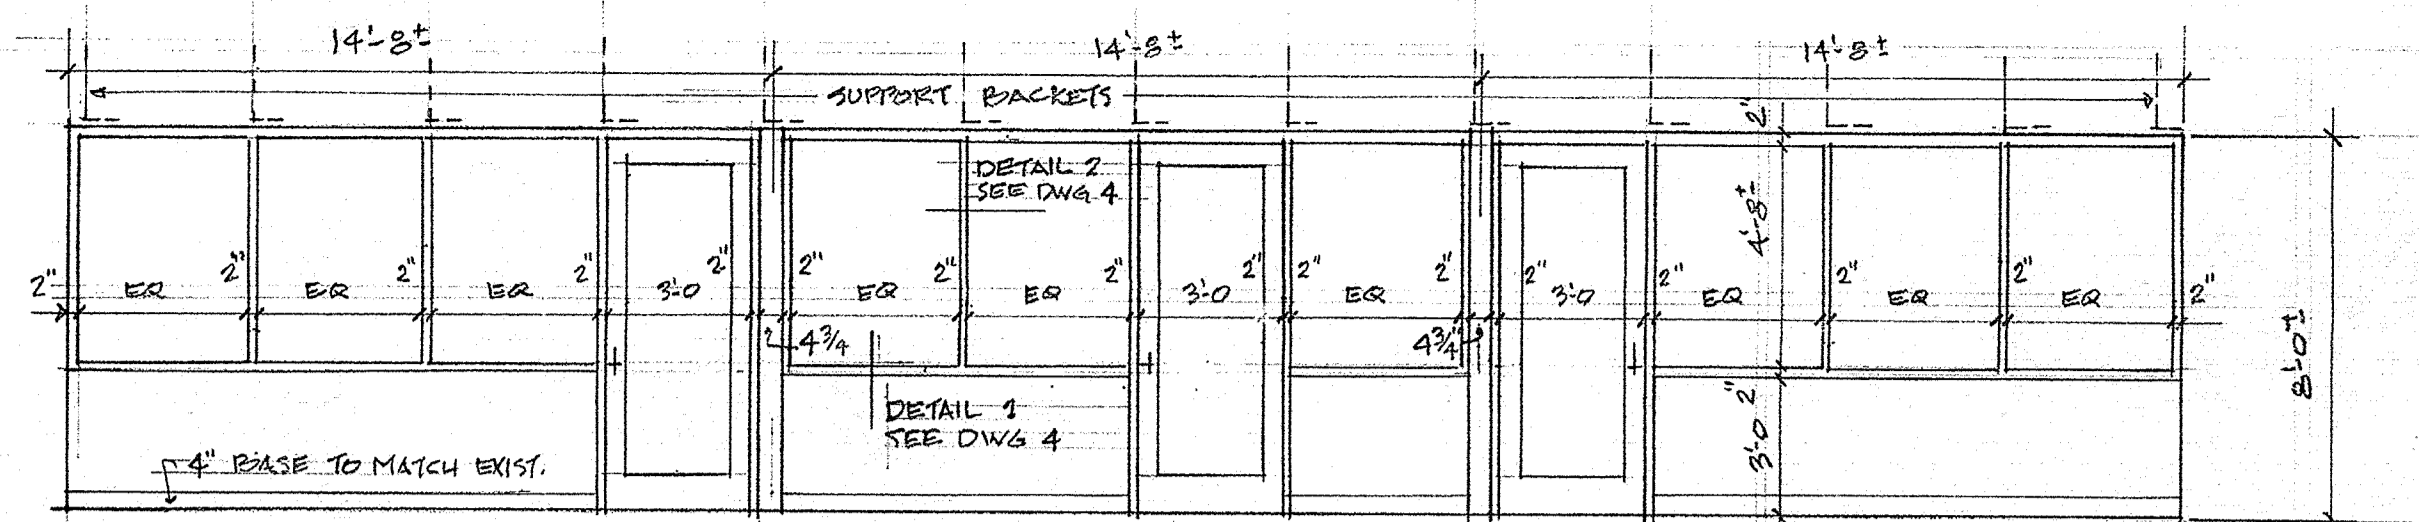 14'-8± 14'-8± 14'-8±
SUPPORT BACKETS
2"
DETAIL 2
SEE DWG 4
4'-8±
2" EQ 2" EQ 2" EQ 2" 3'-0 2" 2" EQ 2" EQ 2" 3'-0 2" 2" EQ 2" 2" 3'-0 2" EQ 2" EQ 2" EQ 2"
4 3/4 4 3/4"
8'-0±
2"
DETAIL 1
SEE DWG 4
3'-0
4" BASE TO MATCH EXIST.